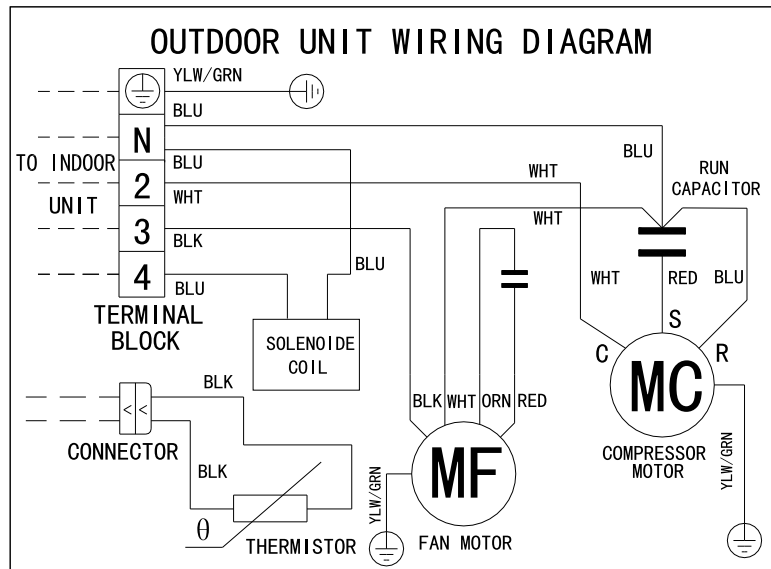 OUTDOOR UNIT WIRING DIAGRAM
YLW/GRN
BLU
N
TO INDOOR
UNIT
BLU
2
WHT
3
BLK
4
BLU
TERMINAL
BLOCK
BLU
SOLENOIDE
COIL
WHT
WHT
BLU
RUN
CAPACITOR
WHT
RED
BLU
S
C
R
MC
COMPRESSOR
MOTOR
YLW/GRN
BLK
WHT
ORN
RED
MF
FAN MOTOR
YLW/GRN
BLK
<<
CONNECTOR
BLK
θ
THERMISTOR